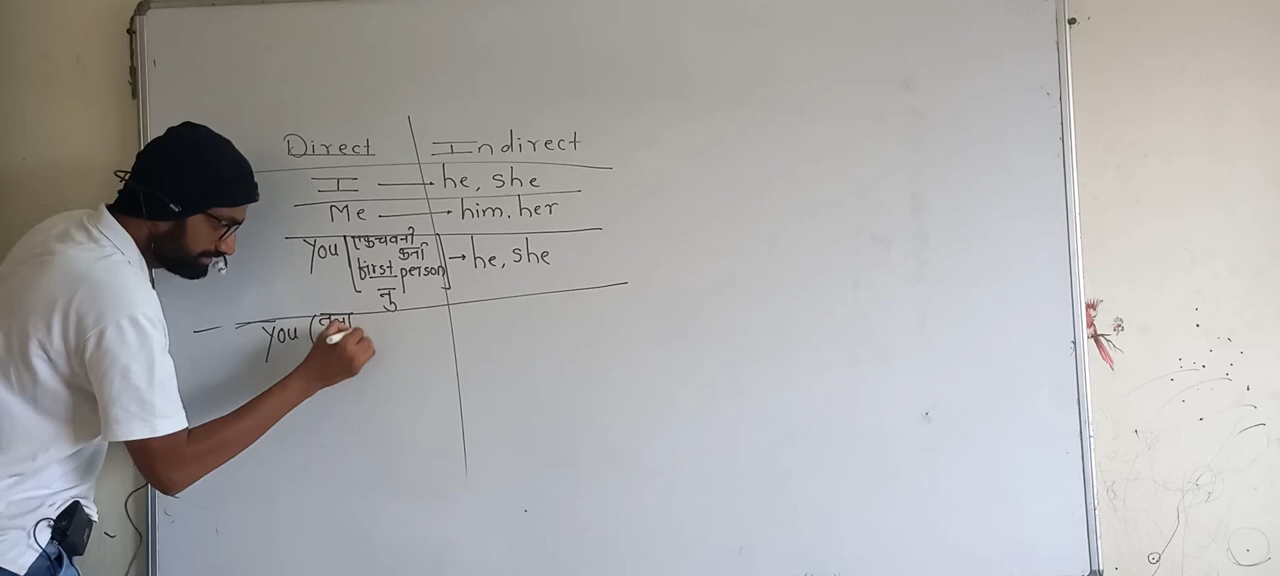 Direct Indirect
I → he, she
Me → him, her
You [एकवचनी
कर्ता
first person
तु] → he, she
You (तुला